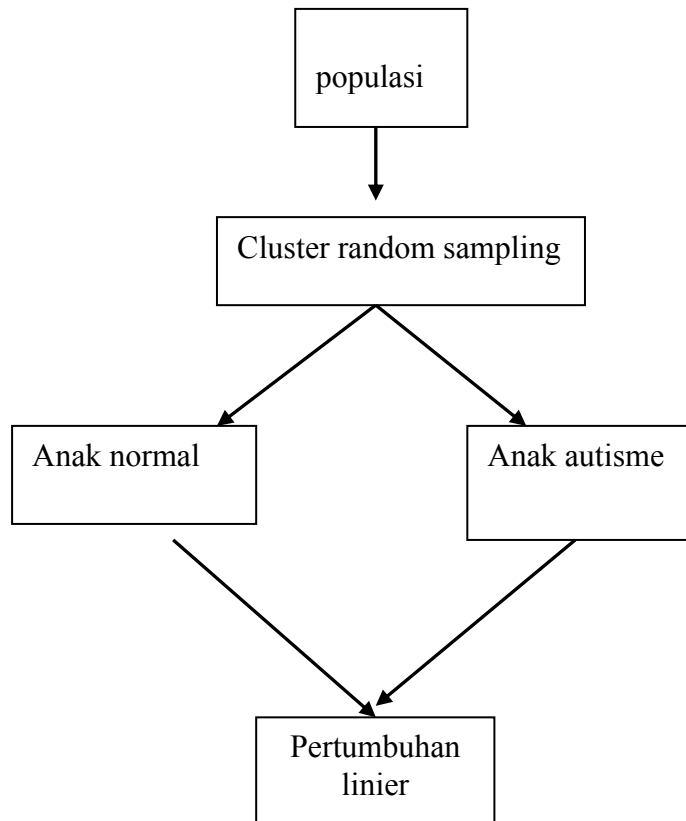 populasi
Cluster random sampling
Anak normal
Anak autisme
Pertumbuhan
linier